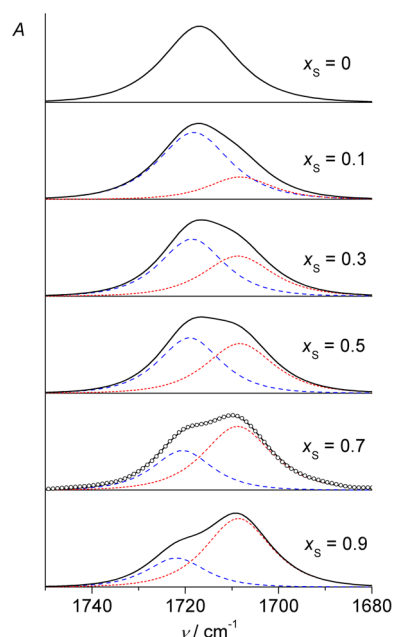 A
xS = 0
xS = 0.1
xS = 0.3
xS = 0.5
xS = 0.7
xS = 0.9
1740 1720 1700 1680
ν / cm-1